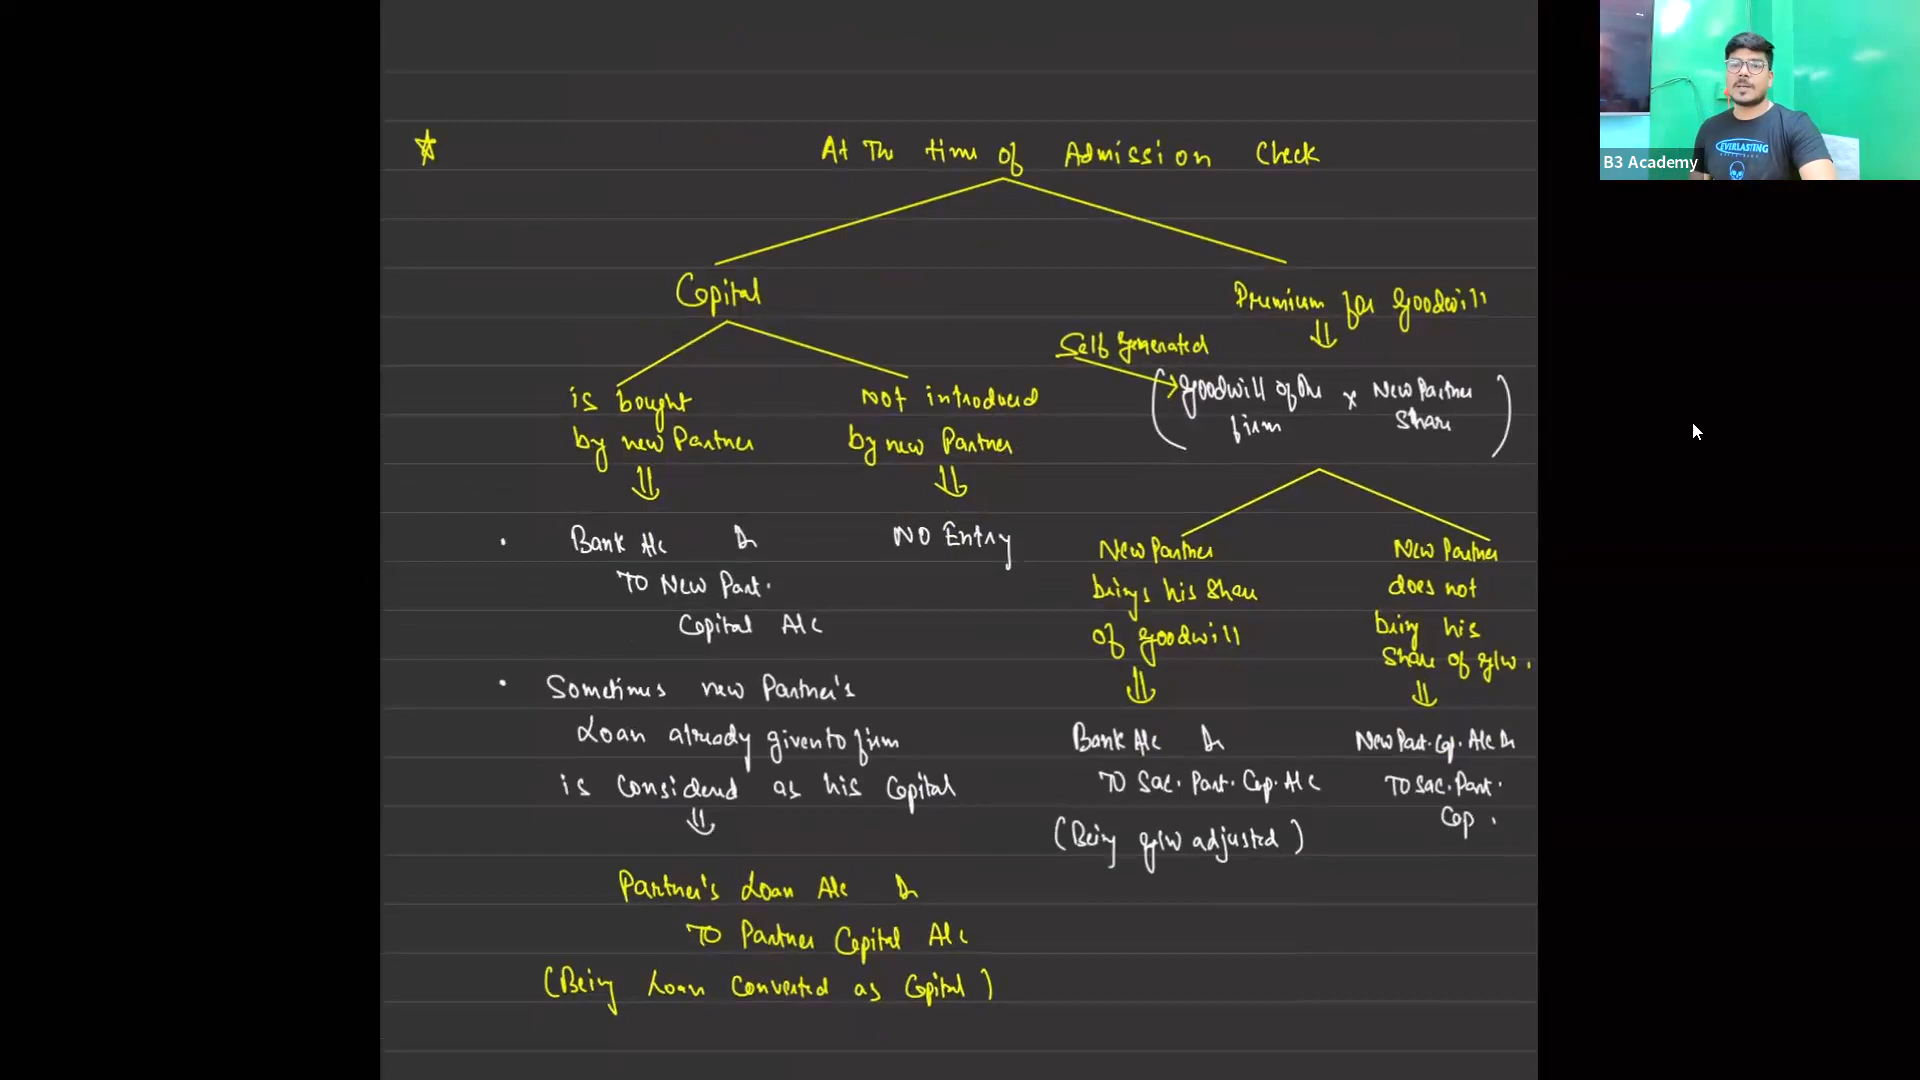 At The time of Admission Check
Capital
Premium for Goodwill
Self Generated
(Goodwill of the firm × New Partner Share)
is bought
by new Partner
NOT introduced
by new Partner
Bank A/c Dr
TO New Part.
Capital A/c
NO Entry
New Partner
brings his share
of goodwill
New Partner
does not
bring his
share of g/w.
Sometimes new Partner's
Loan already given to firm
is considered as his Capital
Bank A/c Dr
TO Sac. Part. Cap. A/c
(Being g/w adjusted)
New Part. Cap. A/c Dr
TO Sac. Part.
Cap.
Partner's Loan A/c Dr
TO Partner Capital A/c
(Being Loan converted as Capital)
B3 Academy
EVERLASTING